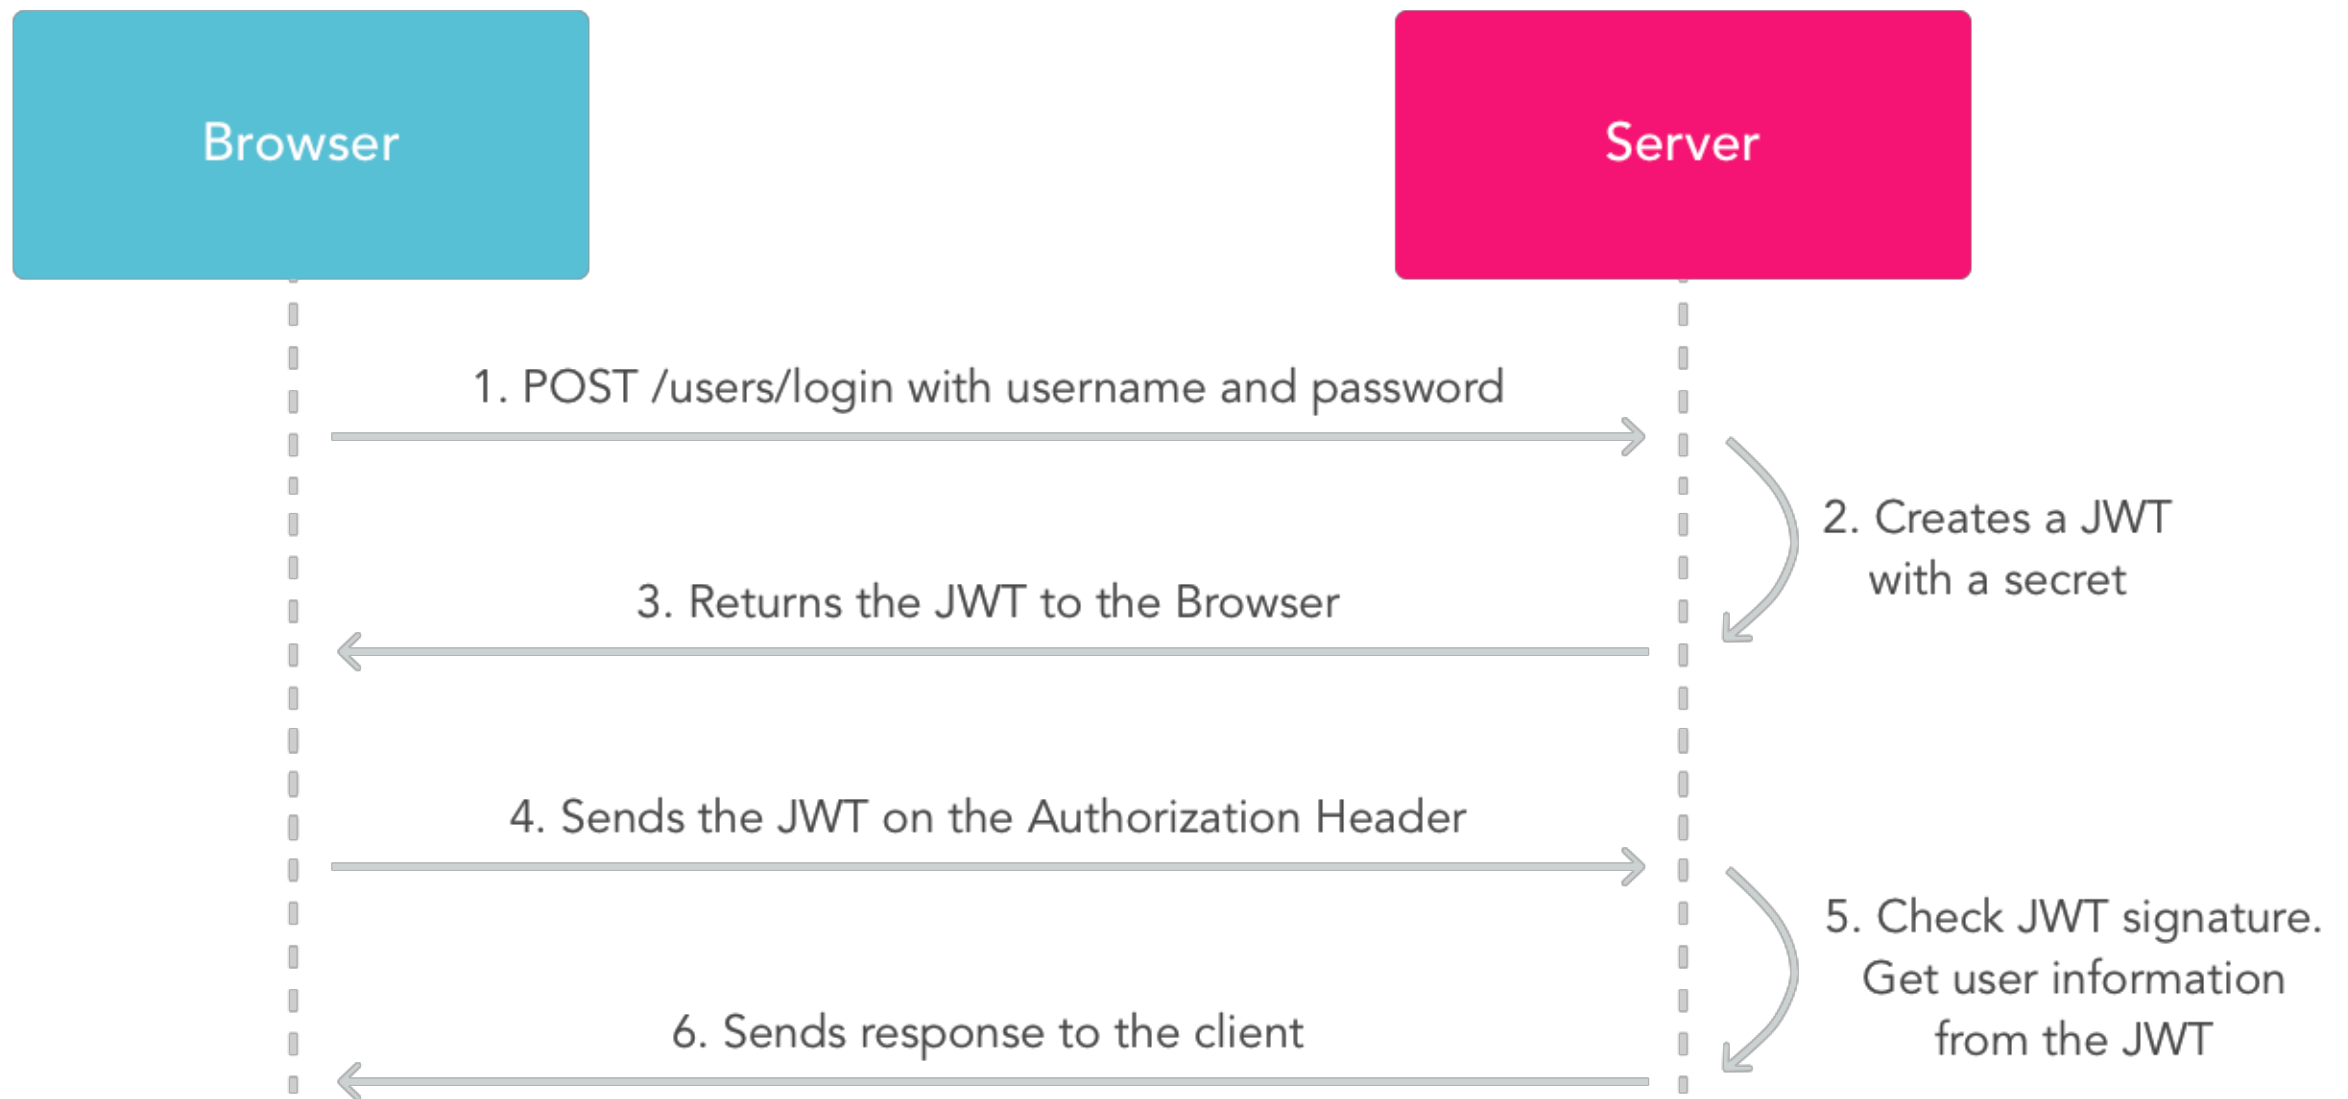 Browser
Server
1. POST /users/login with username and password
2. Creates a JWT
with a secret
3. Returns the JWT to the Browser
4. Sends the JWT on the Authorization Header
5. Check JWT signature.
Get user information
from the JWT
6. Sends response to the client